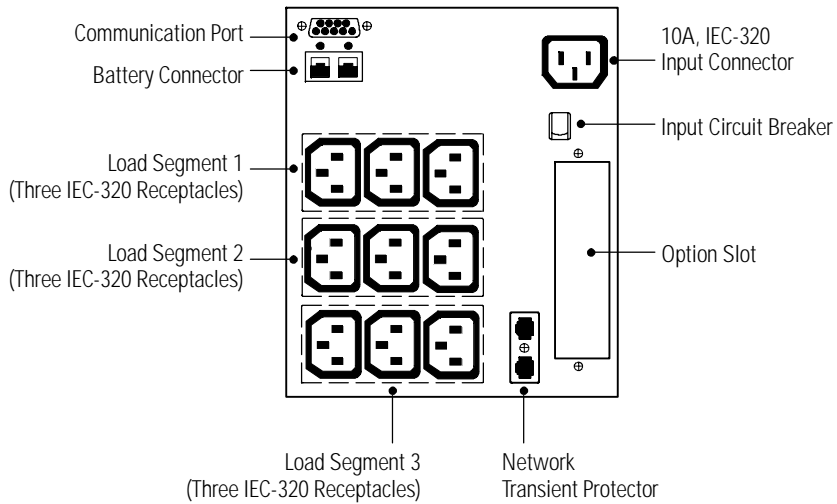 Communication Port
Battery Connector
10A, IEC-320
Input Connector
Input Circuit Breaker
Load Segment 1
(Three IEC-320 Receptacles)
Load Segment 2
(Three IEC-320 Receptacles)
Option Slot
Load Segment 3
(Three IEC-320 Receptacles)
Network
Transient Protector